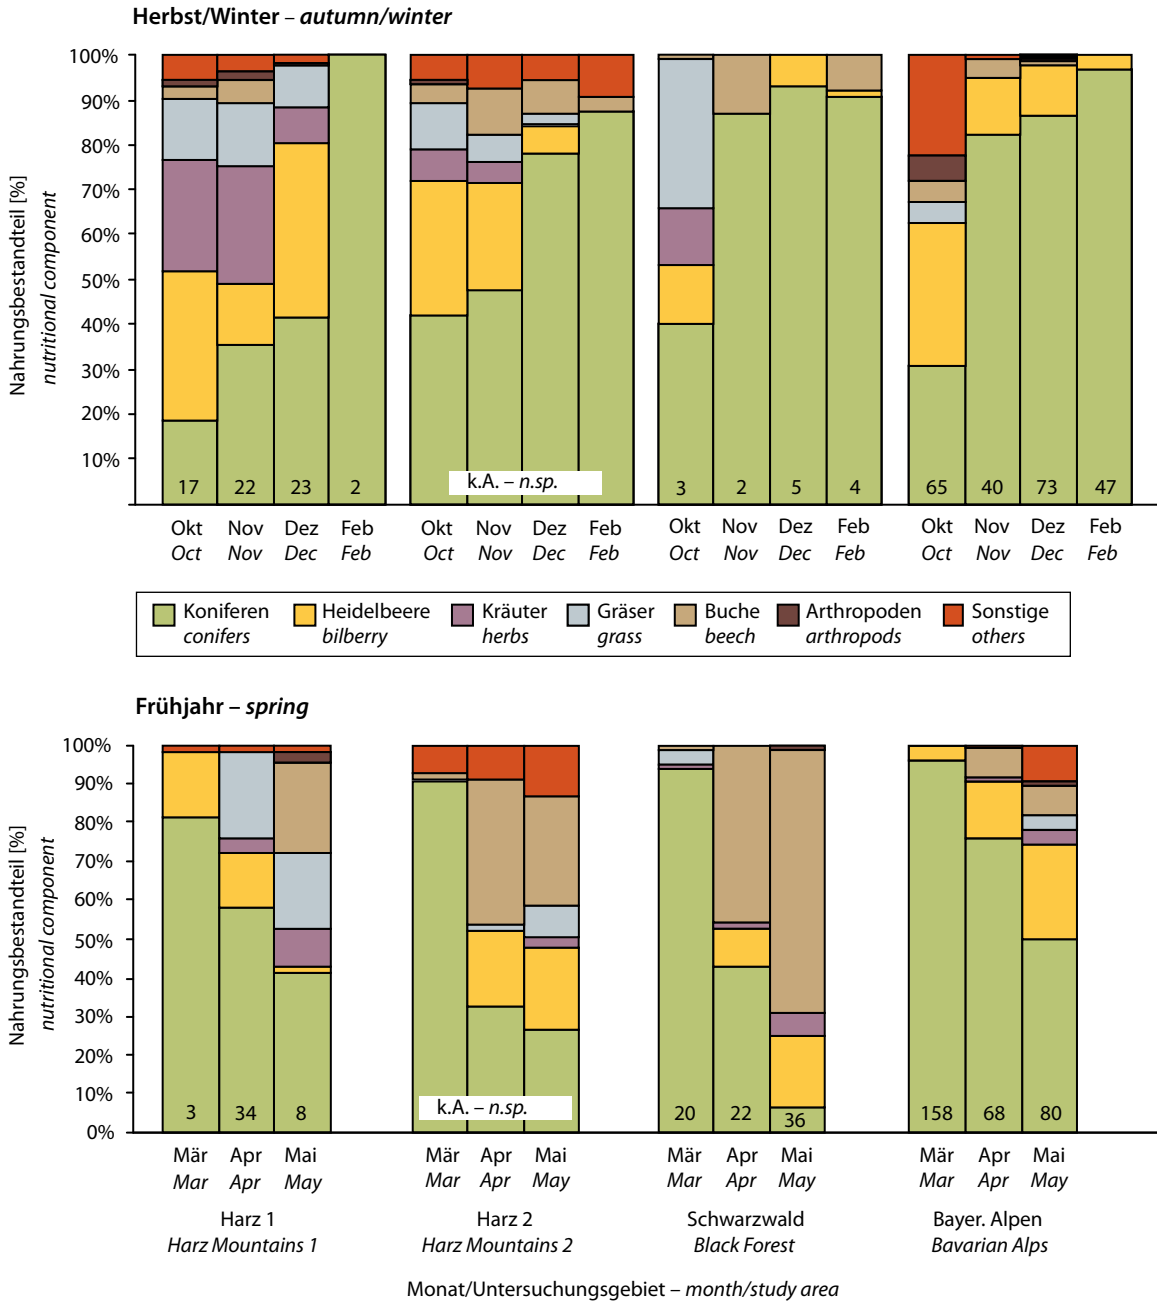 Herbst/Winter – autumn/winter
Nahrungsbestandteil [%]
nutritional component
100%
90%
80%
70%
60%
50%
40%
30%
20%
10%
17 22 23 2
k.A. – n.sp.
3 2 5 4
65 40 73 47
Okt Nov Dez Feb Okt Nov Dez Feb Okt Nov Dez Feb Okt Nov Dez Feb
Oct Nov Dec Feb Oct Nov Dec Feb Oct Nov Dec Feb Oct Nov Dec Feb
Koniferen Heidelbeere Kräuter Gräser Buche Arthropoden Sonstige
conifers bilberry herbs grass beech arthropods others
Frühjahr – spring
Nahrungsbestandteil [%]
nutritional component
100%
90%
80%
70%
60%
50%
40%
30%
20%
10%
0%
3 34 8
k.A. – n.sp.
20 22 36
158 68 80
Mär Apr Mai Mär Apr Mai Mär Apr Mai Mär Apr Mai
Mar Apr May Mar Apr May Mar Apr May Mar Apr May
Harz 1 Harz 2 Schwarzwald Bayer. Alpen
Harz Mountains 1 Harz Mountains 2 Black Forest Bavarian Alps
Monat/Untersuchungsgebiet – month/study area